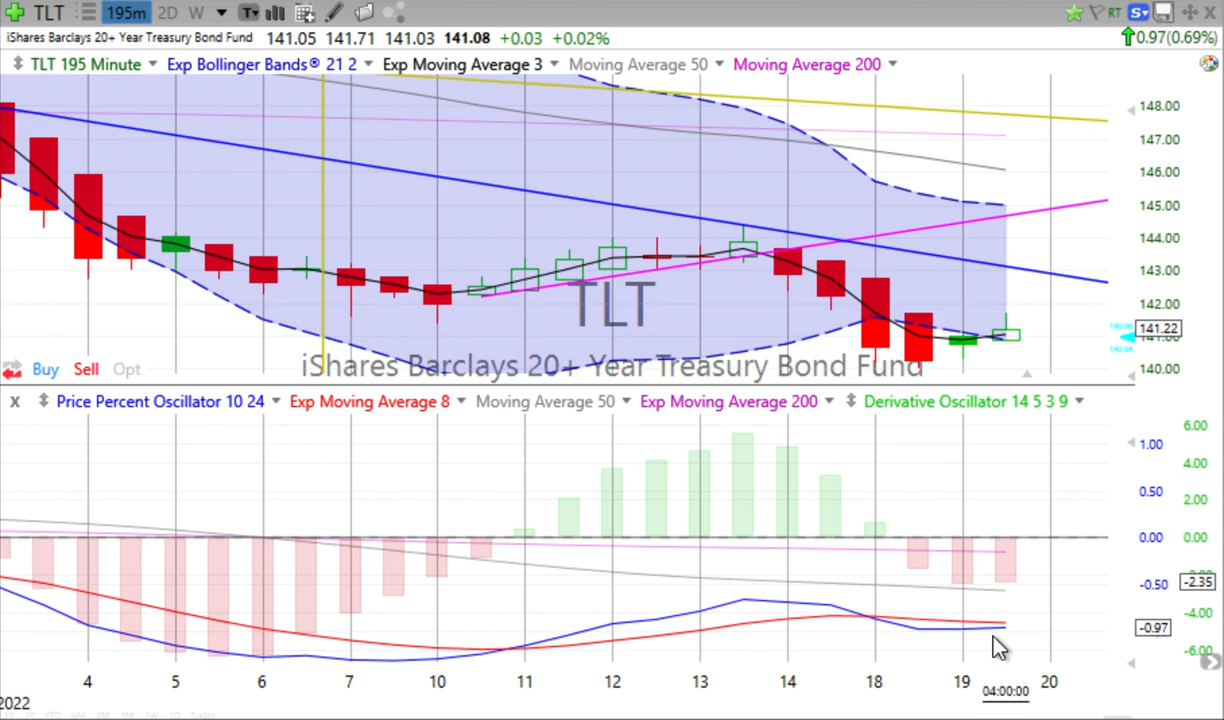 TLT 195m 2D W T RT S
iShares Barclays 20+ Year Treasury Bond Fund 141.05 141.71 141.03 141.08 +0.03 +0.02% 0.97(0.69%)
TLT 195 Minute Exp Bollinger Bands® 21 2 Exp Moving Average 3 Moving Average 50 Moving Average 200
148.00
147.00
146.00
145.00
144.00
143.00
142.00
TLT
141.22
141.00
iShares Barclays 20+ Year Treasury Bond Fund
140.00
Buy Sell Opt
X Price Percent Oscillator 10 24 Exp Moving Average 8 Moving Average 50 Exp Moving Average 200 Derivative Oscillator 14 5 3 9
6.00
1.00
4.00
0.50
2.00
0.00 0.00
-0.50 -2.35
-4.00
-0.97
-6.00
4 5 6 7 10 11 12 13 14 18 19 20
04:00:00
2022